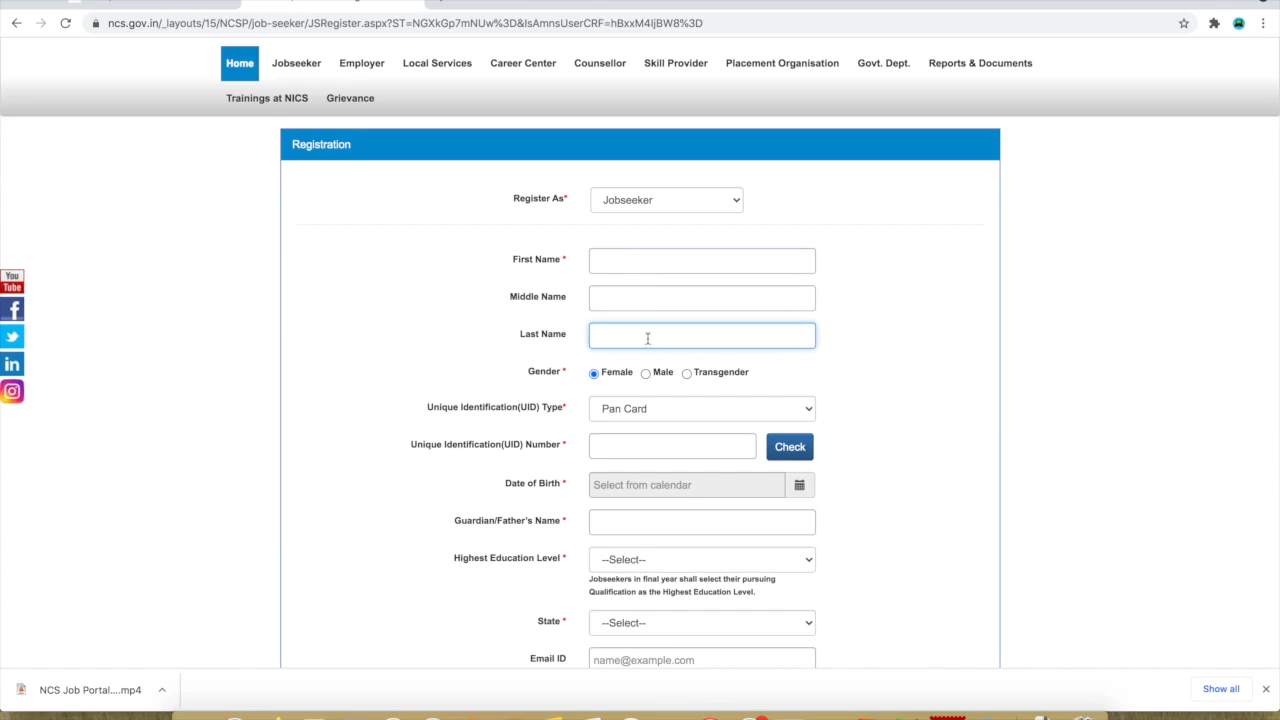 ncs.gov.in/_layouts/15/NCSP/job-seeker/JSRegister.aspx?ST=NGXkGp7mNUw%3D&IsAmnsUserCRF=hBxxM4IjBW8%3D
Home Jobseeker Employer Local Services Career Center Counsellor Skill Provider Placement Organisation Govt. Dept. Reports & Documents
Trainings at NICS Grievance
Registration
Register As* Jobseeker
First Name *
Middle Name
Last Name
Gender * Female Male Transgender
Unique Identification(UID) Type* Pan Card
Unique Identification(UID) Number * Check
Date of Birth * Select from calendar
Guardian/Father's Name *
Highest Education Level * --Select--
Jobseekers in final year shall select their pursuing
Qualification as the Highest Education Level.
State * --Select--
Email ID name@example.com
You
Tube
f
in
NCS Job Portal....mp4 Show all